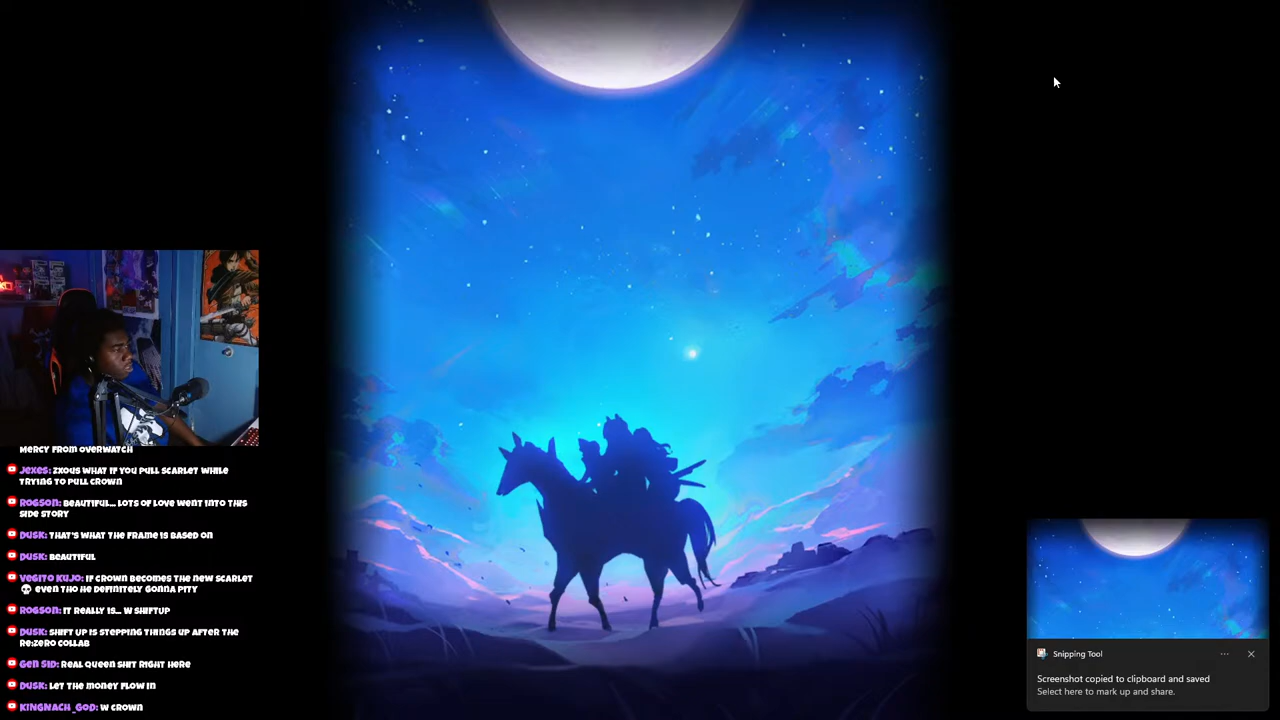 MERCY FROM OVERWATCH
Jexes: ZXOUS WHAT IF YOU PULL SCARLET WHILE
TRYING TO PULL CROWN
ROGSON: BEAUTIFUL... LOTS OF LOVE WENT INTO THIS
SIDE STORY
DUSK: THAT'S WHAT THE FRAME IS BASED ON
DUSK: BEAUTIFUL
VEGITO KUJO: IF CROWN BECOMES THE NEW SCARLET
💀 EVEN THO HE DEFINITELY GONNA PITY
ROGSON: IT REALLY IS... W SHIFTUP
DUSK: SHIFT UP IS STEPPING THINGS UP AFTER THE
RE:ZERO COLLAB
GEN SID: REAL QUEEN SHIT RIGHT HERE
DUSK: LET THE MONEY FLOW IN
K1NGNACH_GOD: W CROWN
Snipping Tool
Screenshot copied to clipboard and saved
Select here to mark up and share.